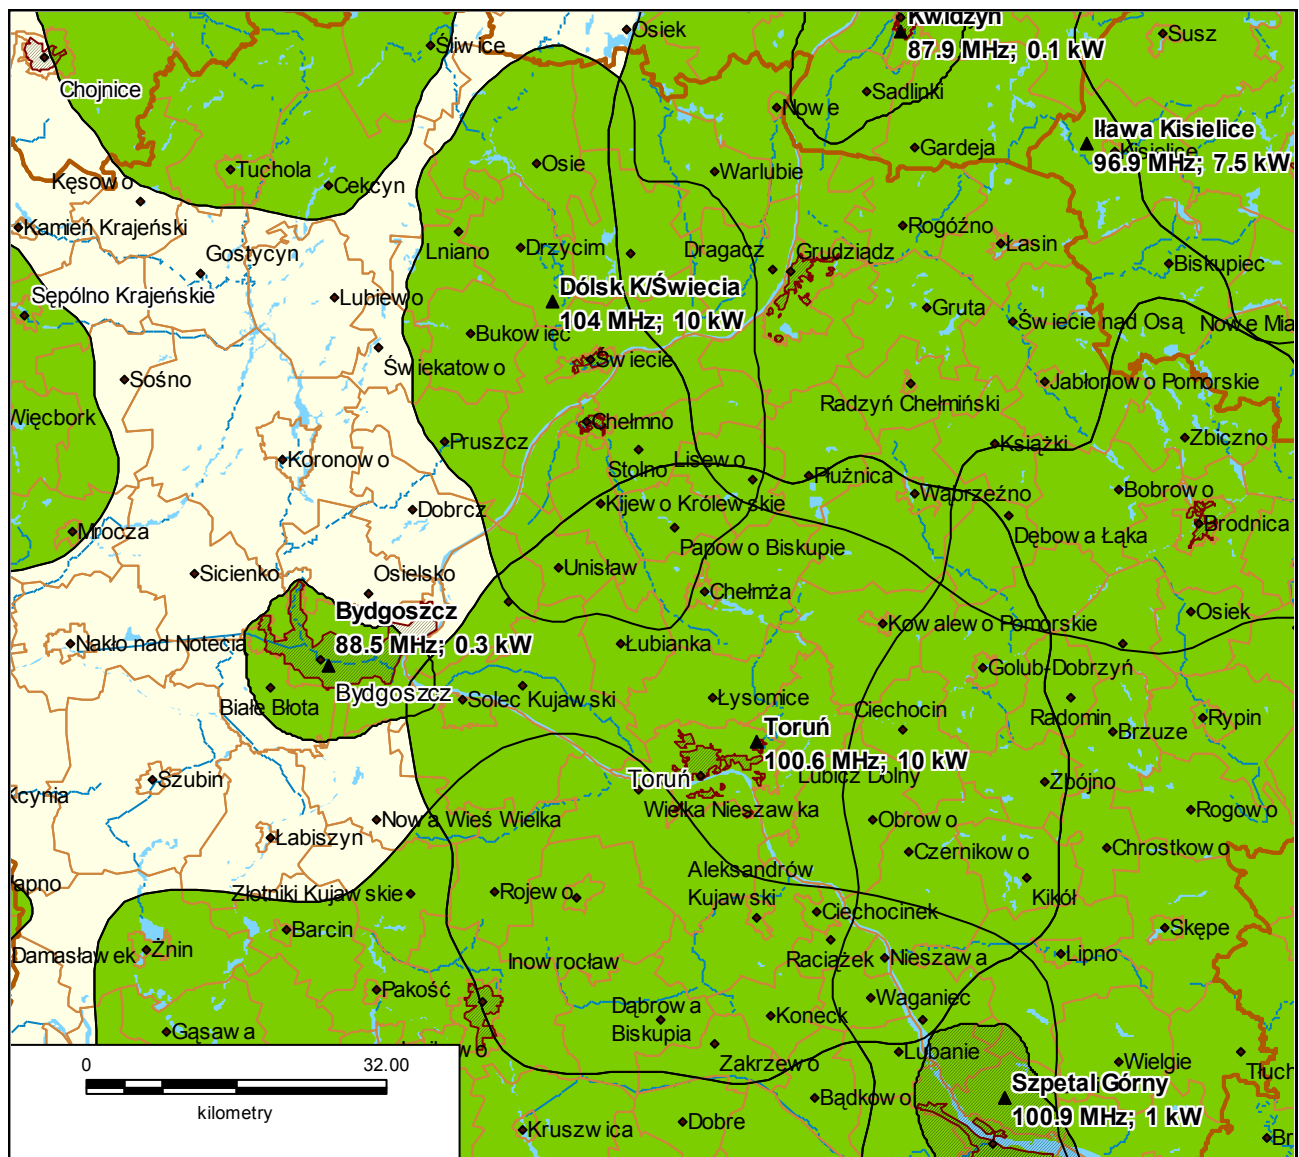 Kwidzyn
87.9 MHz; 0.1 kW
Osiek
Śliwice
Susz
Chojnice
Nowe
Sadlinki
Iława Kisielice
Kisielice
96.9 MHz; 7.5 kW
Gardeja
Tuchola
Osie
Warlubie
Kęsowo
Cekcyn
Kamień Krajeński
Gostycyn
Lniano
Drzycim
Dragacz
Grudziądz
Rogóźno
Łasin
Biskupiec
Sępólno Krajeńskie
Lubiewo
Dólsk K/Świecia
104 MHz; 10 kW
Gruta
Świecie nad Osą
Nowe Mia
Bukowiec
Świekatowo
Świecie
Sośno
Radzyń Chełmiński
Jabłonowo Pomorskie
Więcbork
Chełmno
Pruszcz
Książki
Zbiczno
Koronowo
Stolno
Lisewo
Płużnica
Wąbrzeźno
Bobrowo
Dobrcz
Kijewo Królewskie
Dębowa Łąka
Brodnica
Mrocza
Papowo Biskupie
Sicienko
Osielsko
Unisław
Chełmża
Bydgoszcz
88.5 MHz; 0.3 kW
Osiek
Kowalewo Pomorskie
Nakło nad Notecią
Łubianka
Golub-Dobrzyń
Bydgoszcz
Białe Błota
Solec Kujawski
Łysomice
Ciechocin
Radomin
Brzuze
Rypin
Toruń
100.6 MHz; 10 kW
Szubin
Toruń
Lubicz Dolny
Zbójno
Kcynia
Wielka Nieszawka
Rogowo
Nowa Wieś Wielka
Obrowo
Łabiszyn
Czernikowo
Chrostkowo
Aleksandrów
Kujawski
Złotniki Kujawskie
Rojewo
Kikół
apno
Ciechocinek
Barcin
Skępe
Damasławek
Żnin
Inowrocław
Raciążek
Nieszawa
Lipno
Pakość
Dąbrowa
Biskupia
Koneck
Waganiec
Gąsawa
Zakrzewo
Lubanie
Wielgie
Tłuch
0
32.00
kilometry
Szpetal Górny
100.9 MHz; 1 kW
Bądkowo
Kruszwica
Dobre
Br